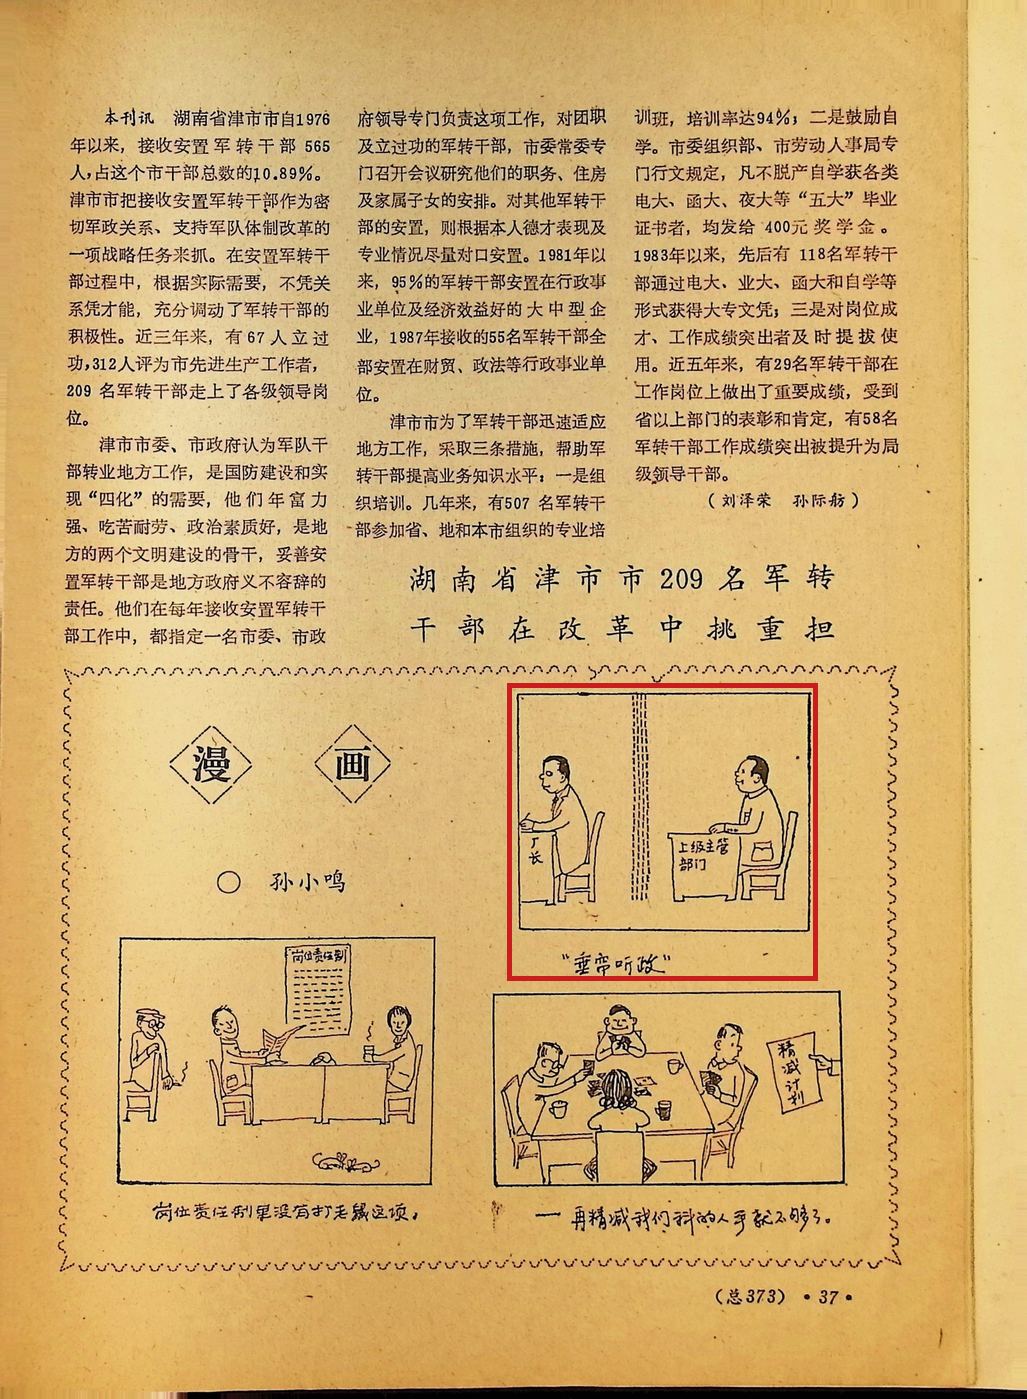 本刊讯 湖南省津市市自1976
年以来，接收安置军转干部565
人，占这个市干部总数的10.89%。
津市市把接收安置军转干部作为密
切军政关系、支持军队体制改革的
一项战略任务来抓。在安置军转干
部过程中，根据实际需要，不凭关
系凭才能，充分调动了军转干部的
积极性。近三年来，有67人立过
功，312人评为市先进生产工作者，
209名军转干部走上了各级领导岗
位。
津市市委、市政府认为军队干
部转业地方工作，是国防建设和实
现“四化”的需要，他们年富力
强、吃苦耐劳、政治素质好，是地
方的两个文明建设的骨干，妥善安
置军转干部是地方政府义不容辞的
责任。他们在每年接收安置军转干
部工作中，都指定一名市委、市政
府领导专门负责这项工作，对团职
及立过功的军转干部，市委常委专
门召开会议研究他们的职务、住房
及家属子女的安排。对其他军转干
部的安置，则根据本人德才表现及
专业情况尽量对口安置。1981年以
来，95%的军转干部安置在行政事
业单位及经济效益好的大中型企
业，1987年接收的55名军转干部全
部安置在财贸、政法等行政事业单
位。
津市市为了军转干部迅速适应
地方工作，采取三条措施，帮助军
转干部提高业务知识水平：一是组
织培训。几年来，有507名军转干
部参加省、地和本市组织的专业培
训班，培训率达94%；二是鼓励自
学。市委组织部、市劳动人事局专
门行文规定，凡不脱产自学获各类
电大、函大、夜大等“五大”毕业
证书者，均发给400元奖学金。
1983年以来，先后有118名军转干
部通过电大、业大、函大和自学等
形式获得大专文凭；三是对岗位成
才、工作成绩突出者及时提拔使
用。近五年来，有29名军转干部在
工作岗位上做出了重要成绩，受到
省以上部门的表彰和肯定，有58名
军转干部工作成绩突出被提升为局
级领导干部。
（刘泽荣 孙际舫）
湖南省津市市209名军转
干部在改革中挑重担
漫画
○ 孙小鸣
厂长
上级主管
部门
“垂帘听政”
岗位责任制
岗位责任制里没有打毛线这项。
精减计划
—再精减我们科的人手就不够了。
（总373）·37·